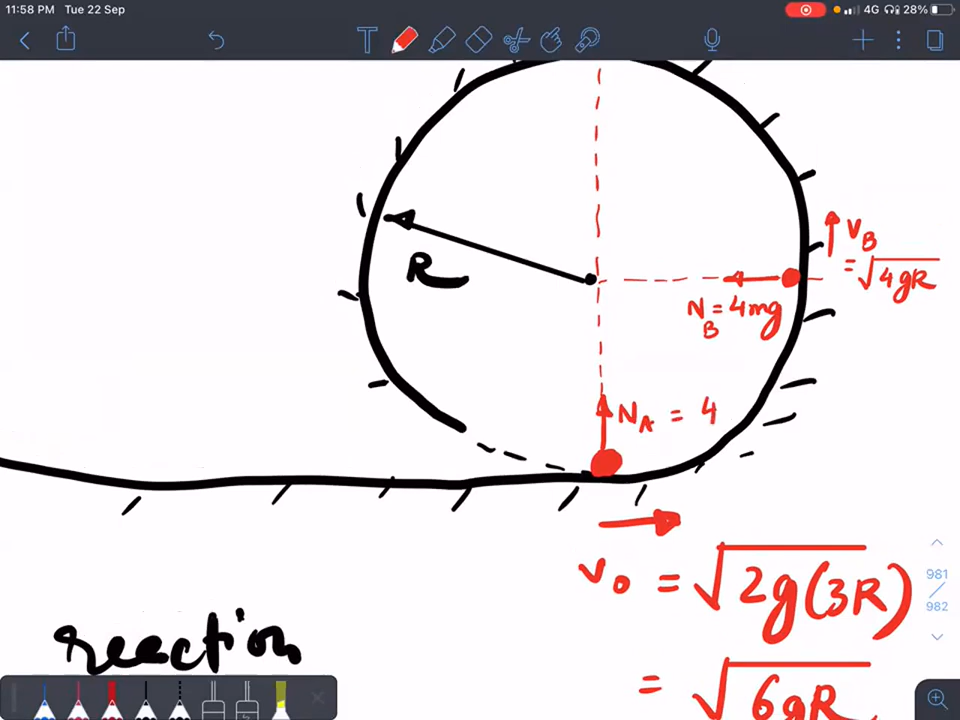 11:58 PM Tue 22 Sep
4G 28%
T
R
V_B
= √4gR
N_B = 4mg
N_A = 4
981
/
982
v_0 = √2g(3R)
= √6gR
reaction